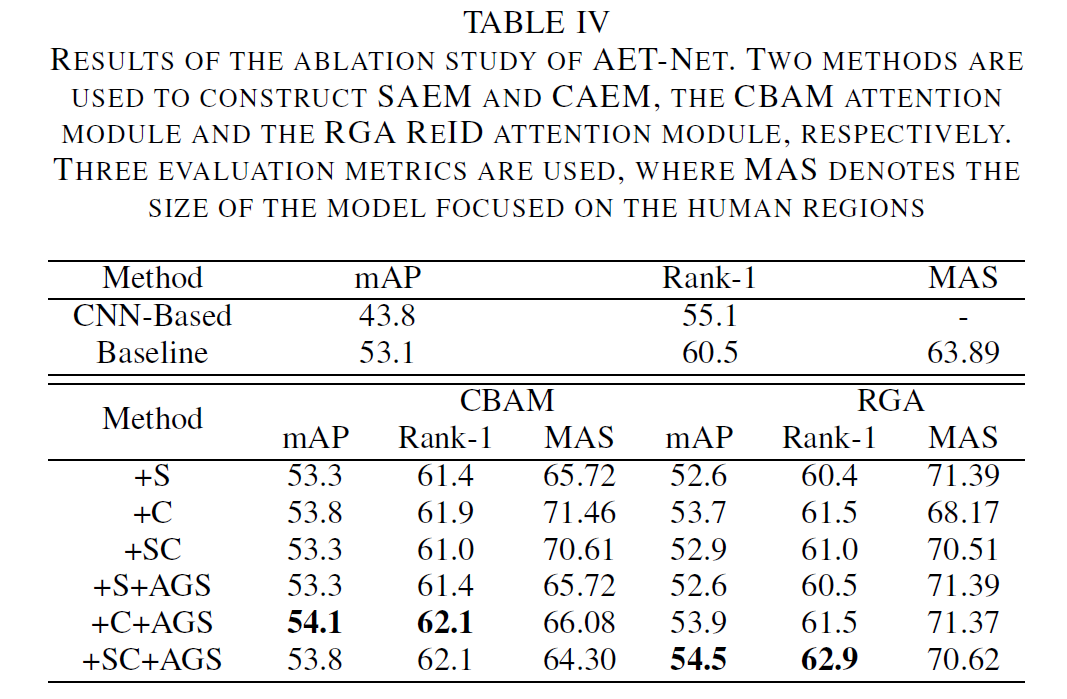 TABLE IV
RESULTS OF THE ABLATION STUDY OF AET-NET. TWO METHODS ARE
USED TO CONSTRUCT SAEM AND CAEM, THE CBAM ATTENTION
MODULE AND THE RGA REID ATTENTION MODULE, RESPECTIVELY.
THREE EVALUATION METRICS ARE USED, WHERE MAS DENOTES THE
SIZE OF THE MODEL FOCUSED ON THE HUMAN REGIONS
Method mAP Rank-1 MAS
CNN-Based 43.8 55.1 -
Baseline 53.1 60.5 63.89
Method CBAM RGA
mAP Rank-1 MAS mAP Rank-1 MAS
+S 53.3 61.4 65.72 52.6 60.4 71.39
+C 53.8 61.9 71.46 53.7 61.5 68.17
+SC 53.3 61.0 70.61 52.9 61.0 70.51
+S+AGS 53.3 61.4 65.72 52.6 60.5 71.39
+C+AGS 54.1 62.1 66.08 53.9 61.5 71.37
+SC+AGS 53.8 62.1 64.30 54.5 62.9 70.62